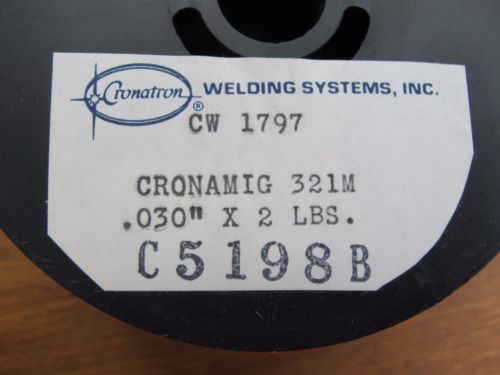 Cronatron® WELDING SYSTEMS, INC.
CW 1797
CRONAMIG 321M
.030" X 2 LBS.
C5198B